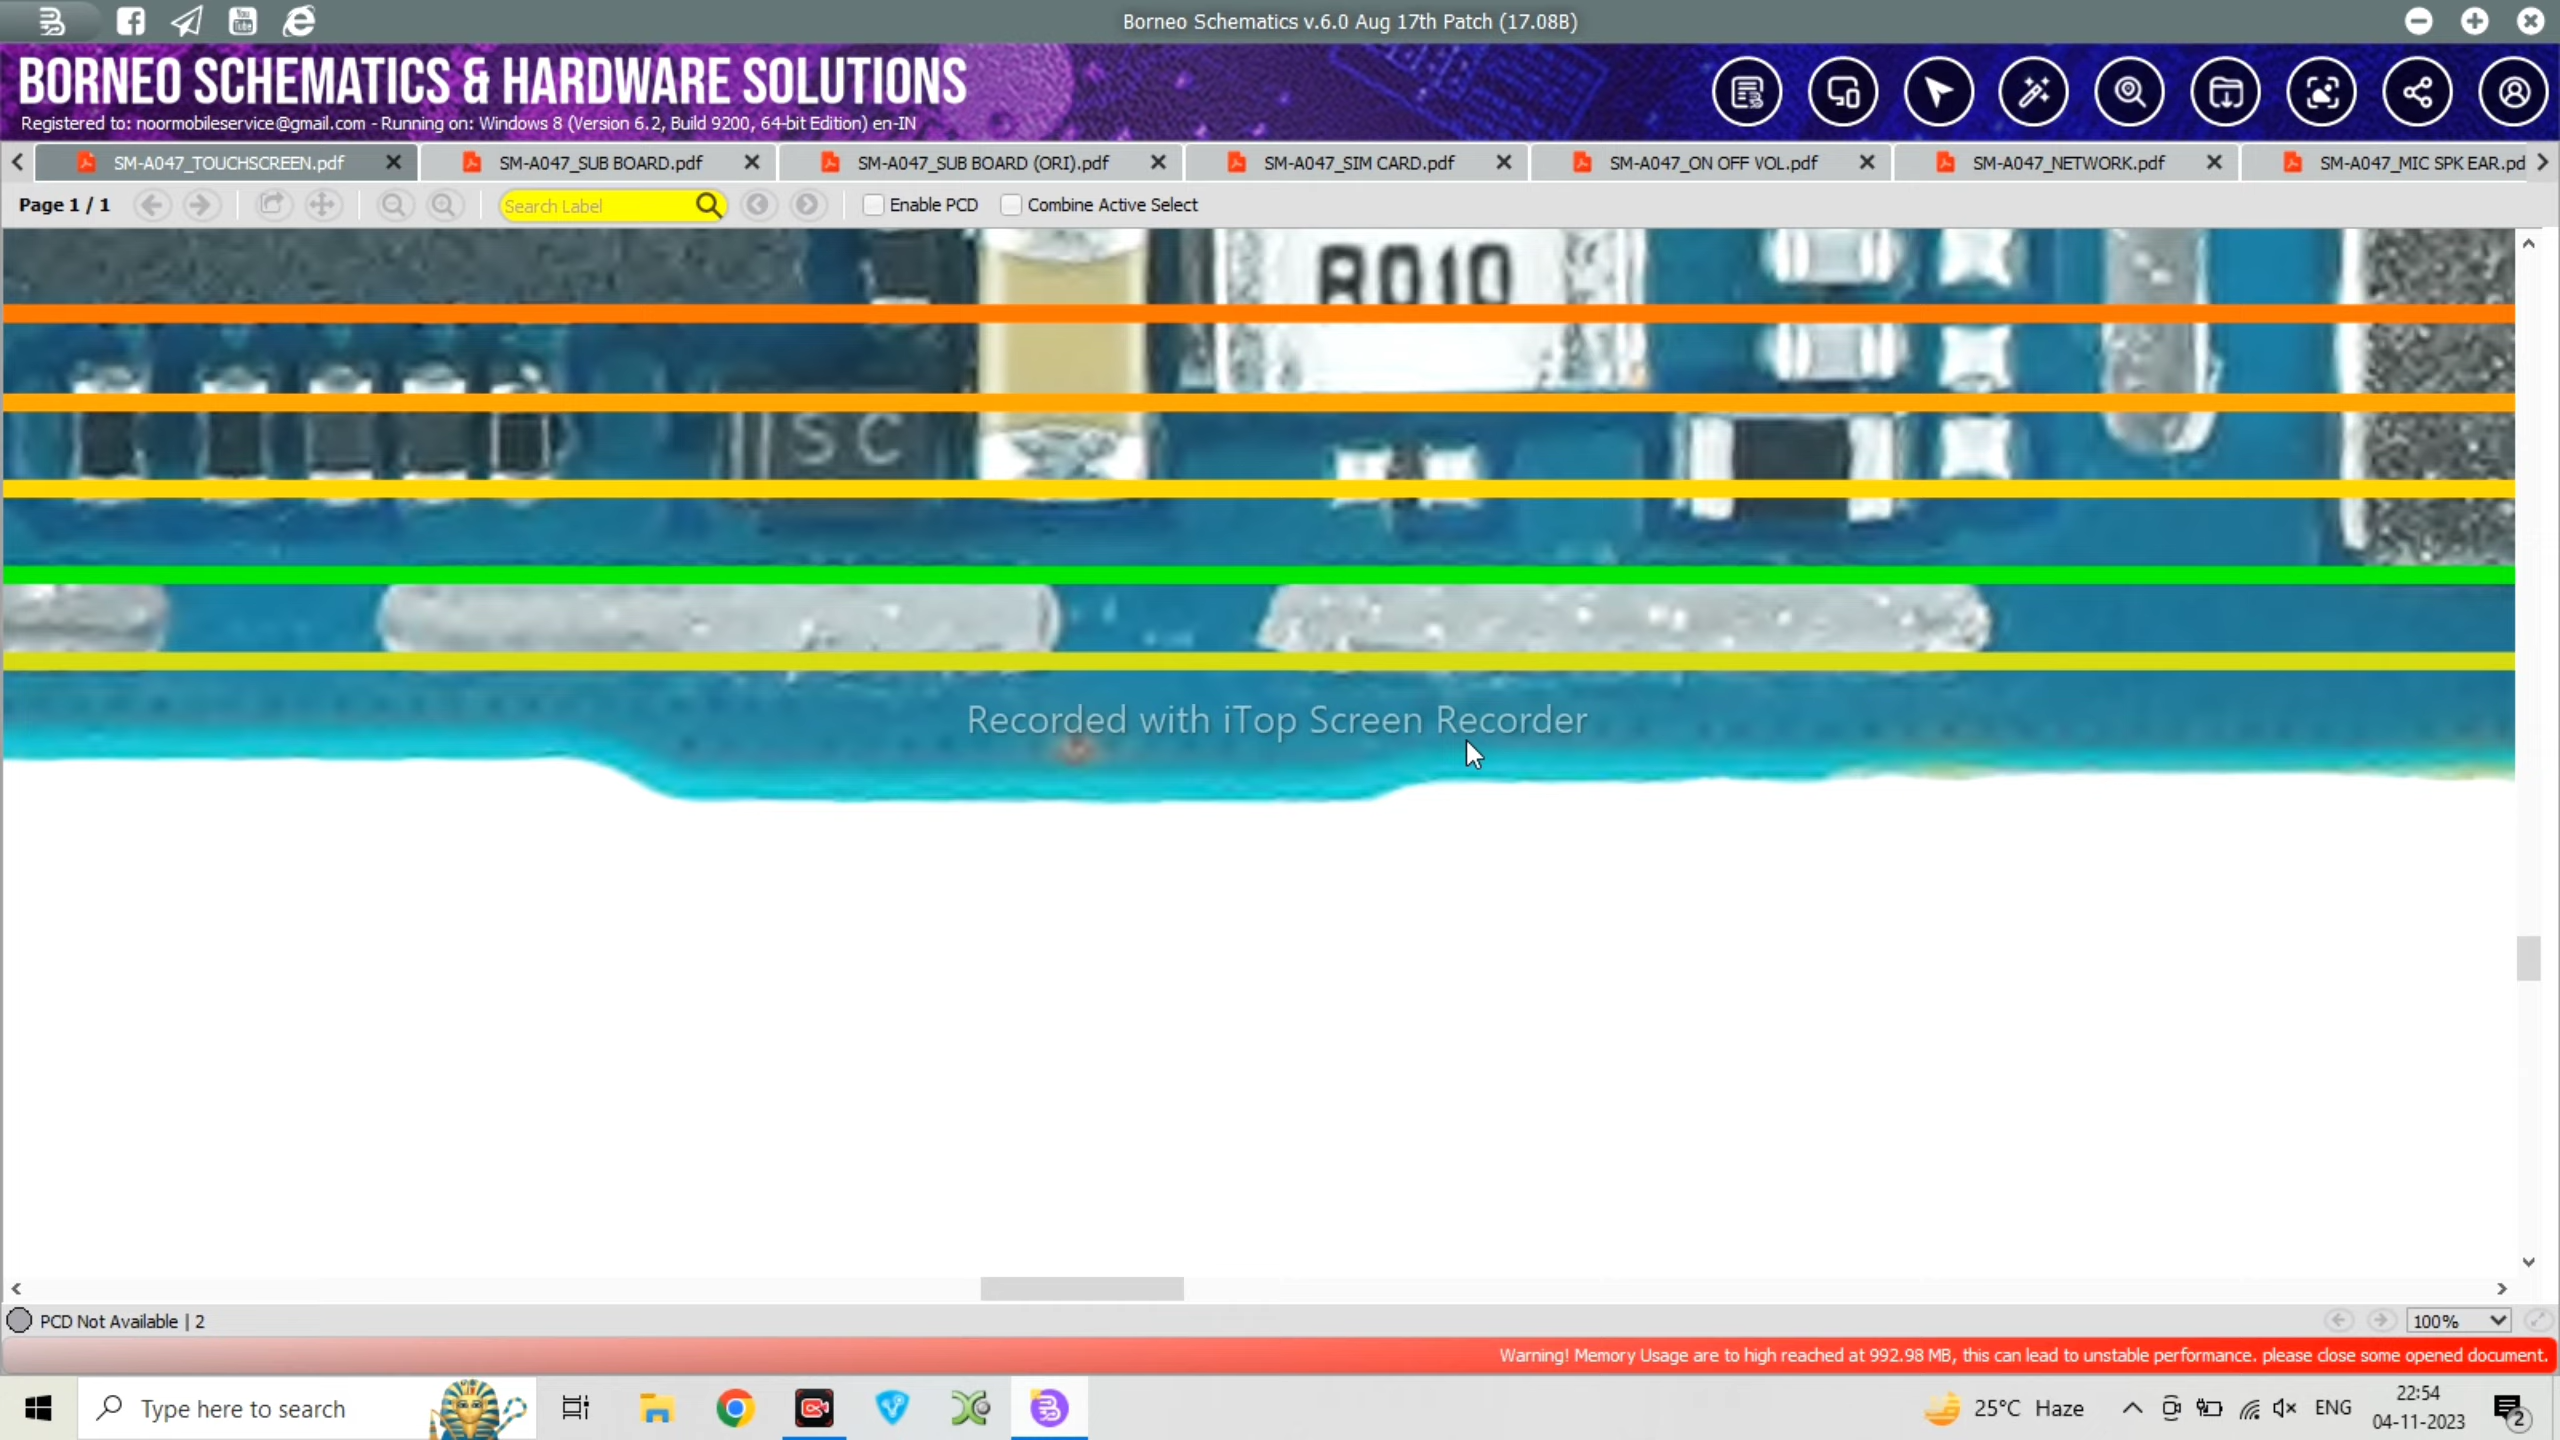 Borneo Schematics v.6.0 Aug 17th Patch (17.08B)
BORNEO SCHEMATICS & HARDWARE SOLUTIONS
Registered to: noormobileservice@gmail.com - Running on: Windows 8 (Version 6.2, Build 9200, 64-bit Edition) en-IN
SM-A047_TOUCHSCREEN.pdf SM-A047_SUB BOARD.pdf SM-A047_SUB BOARD (ORI).pdf SM-A047_SIM CARD.pdf SM-A047_ON OFF VOL.pdf SM-A047_NETWORK.pdf SM-A047_MIC SPK EAR.pd
Page 1 / 1 Search Label Enable PCD Combine Active Select
R010
SC
Recorded with iTop Screen Recorder
PCD Not Available | 2 100%
Warning! Memory Usage are to high reached at 992.98 MB, this can lead to unstable performance. please close some opened document.
Type here to search 25°C Haze ENG 22:54
04-11-2023 2